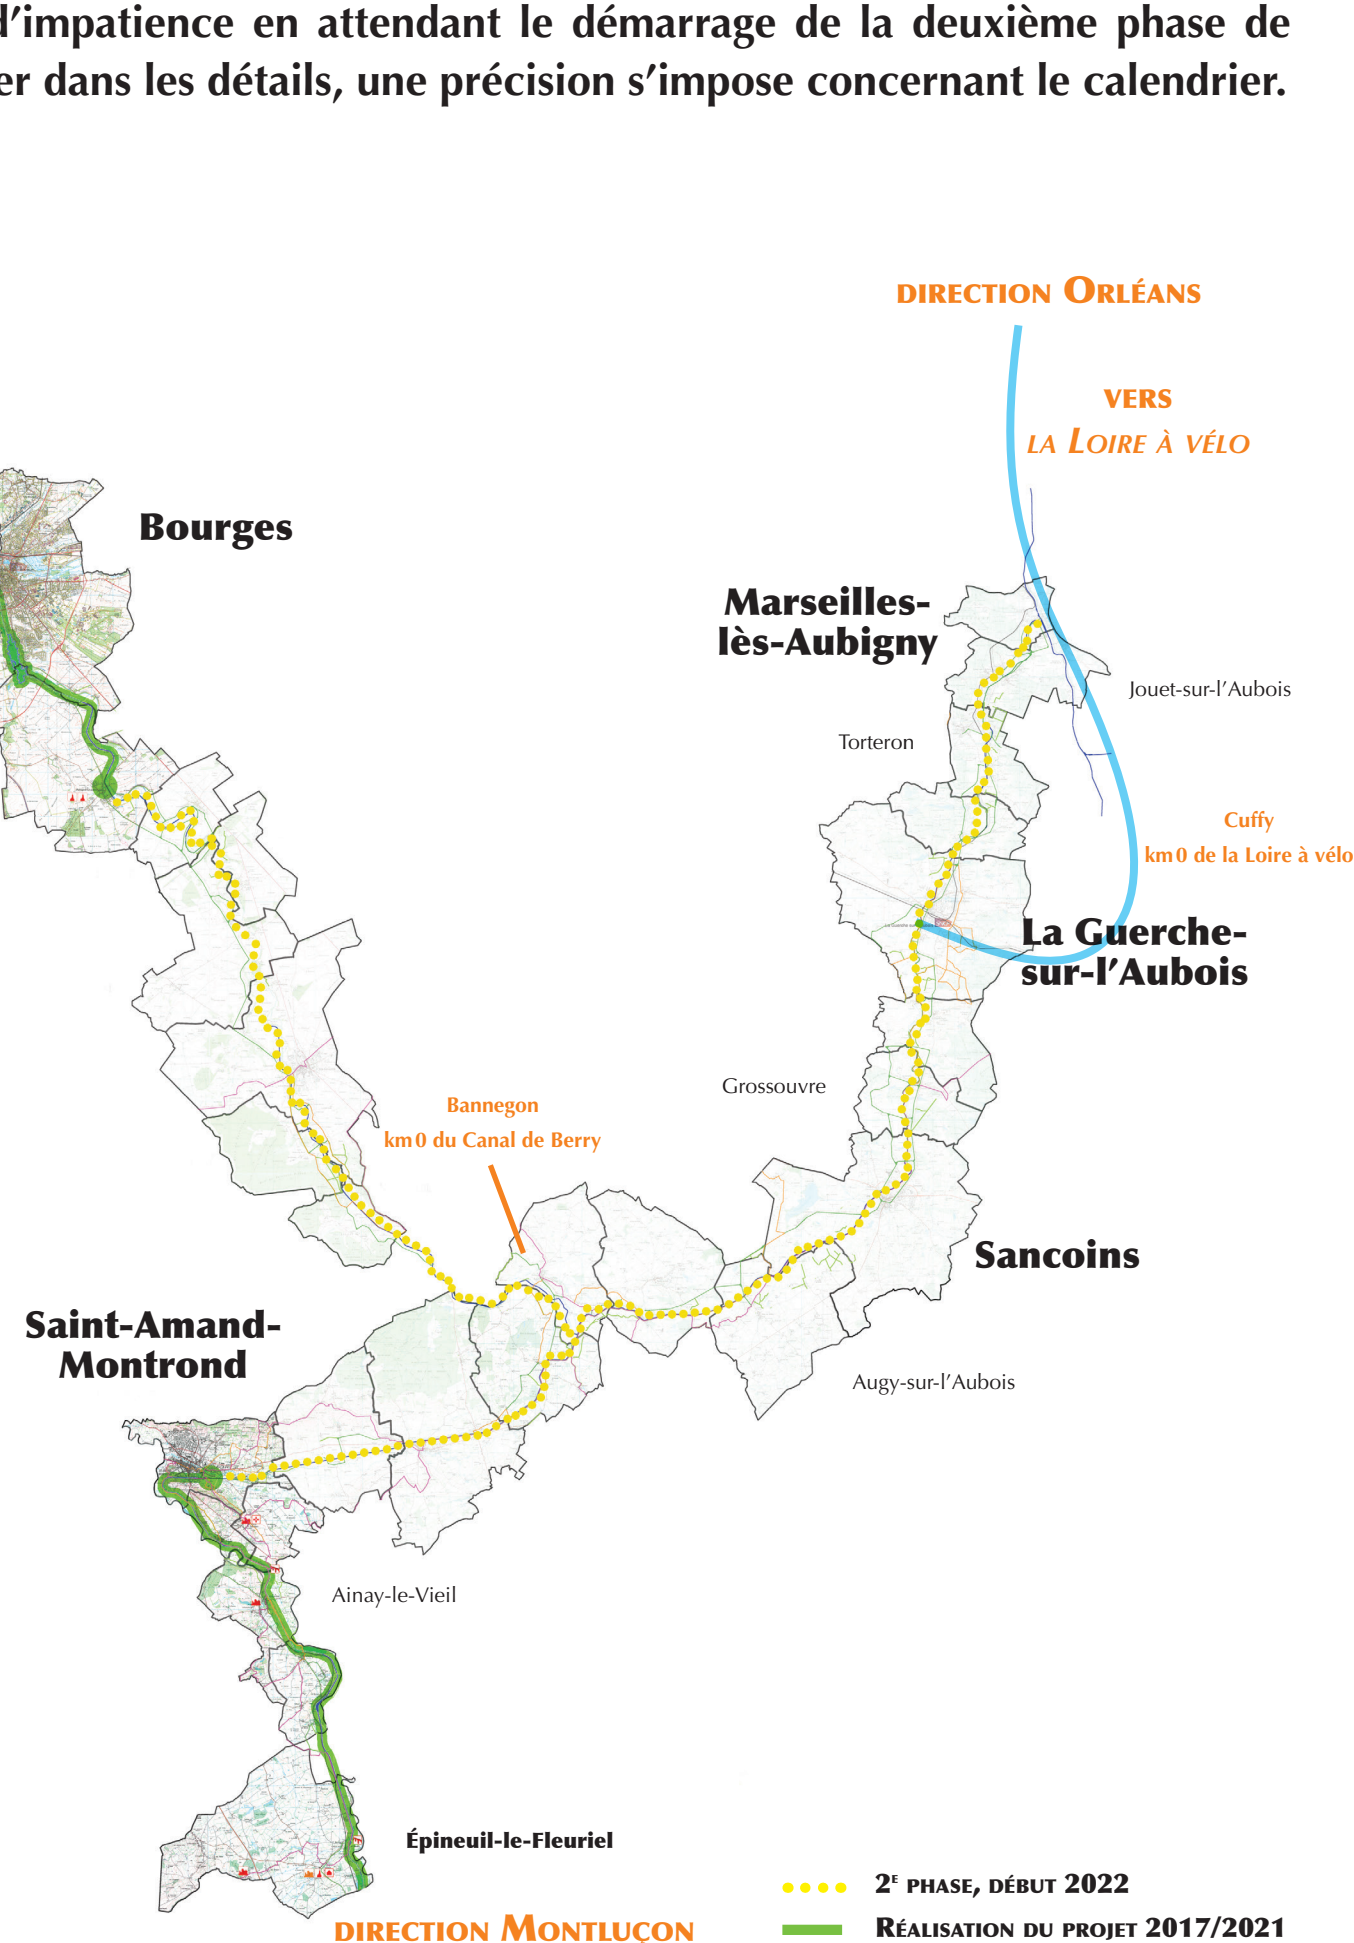 d’impatience en attendant le démarrage de la deuxième phase de
er dans les détails, une précision s’impose concernant le calendrier.
DIRECTION ORLÉANS
VERS
LA LOIRE À VÉLO
Bourges
Marseilles-
lès-Aubigny
Jouet-sur-l’Aubois
Torteron
Cuffy
km 0 de la Loire à vélo
La Guerche-
sur-l’Aubois
Grossouvre
Bannegon
km 0 du Canal de Berry
Sancoins
Saint-Amand-
Montrond
Augy-sur-l’Aubois
Ainay-le-Vieil
Épineuil-le-Fleuriel
2E PHASE, DÉBUT 2022
DIRECTION MONTLUÇON
RÉALISATION DU PROJET 2017/2021